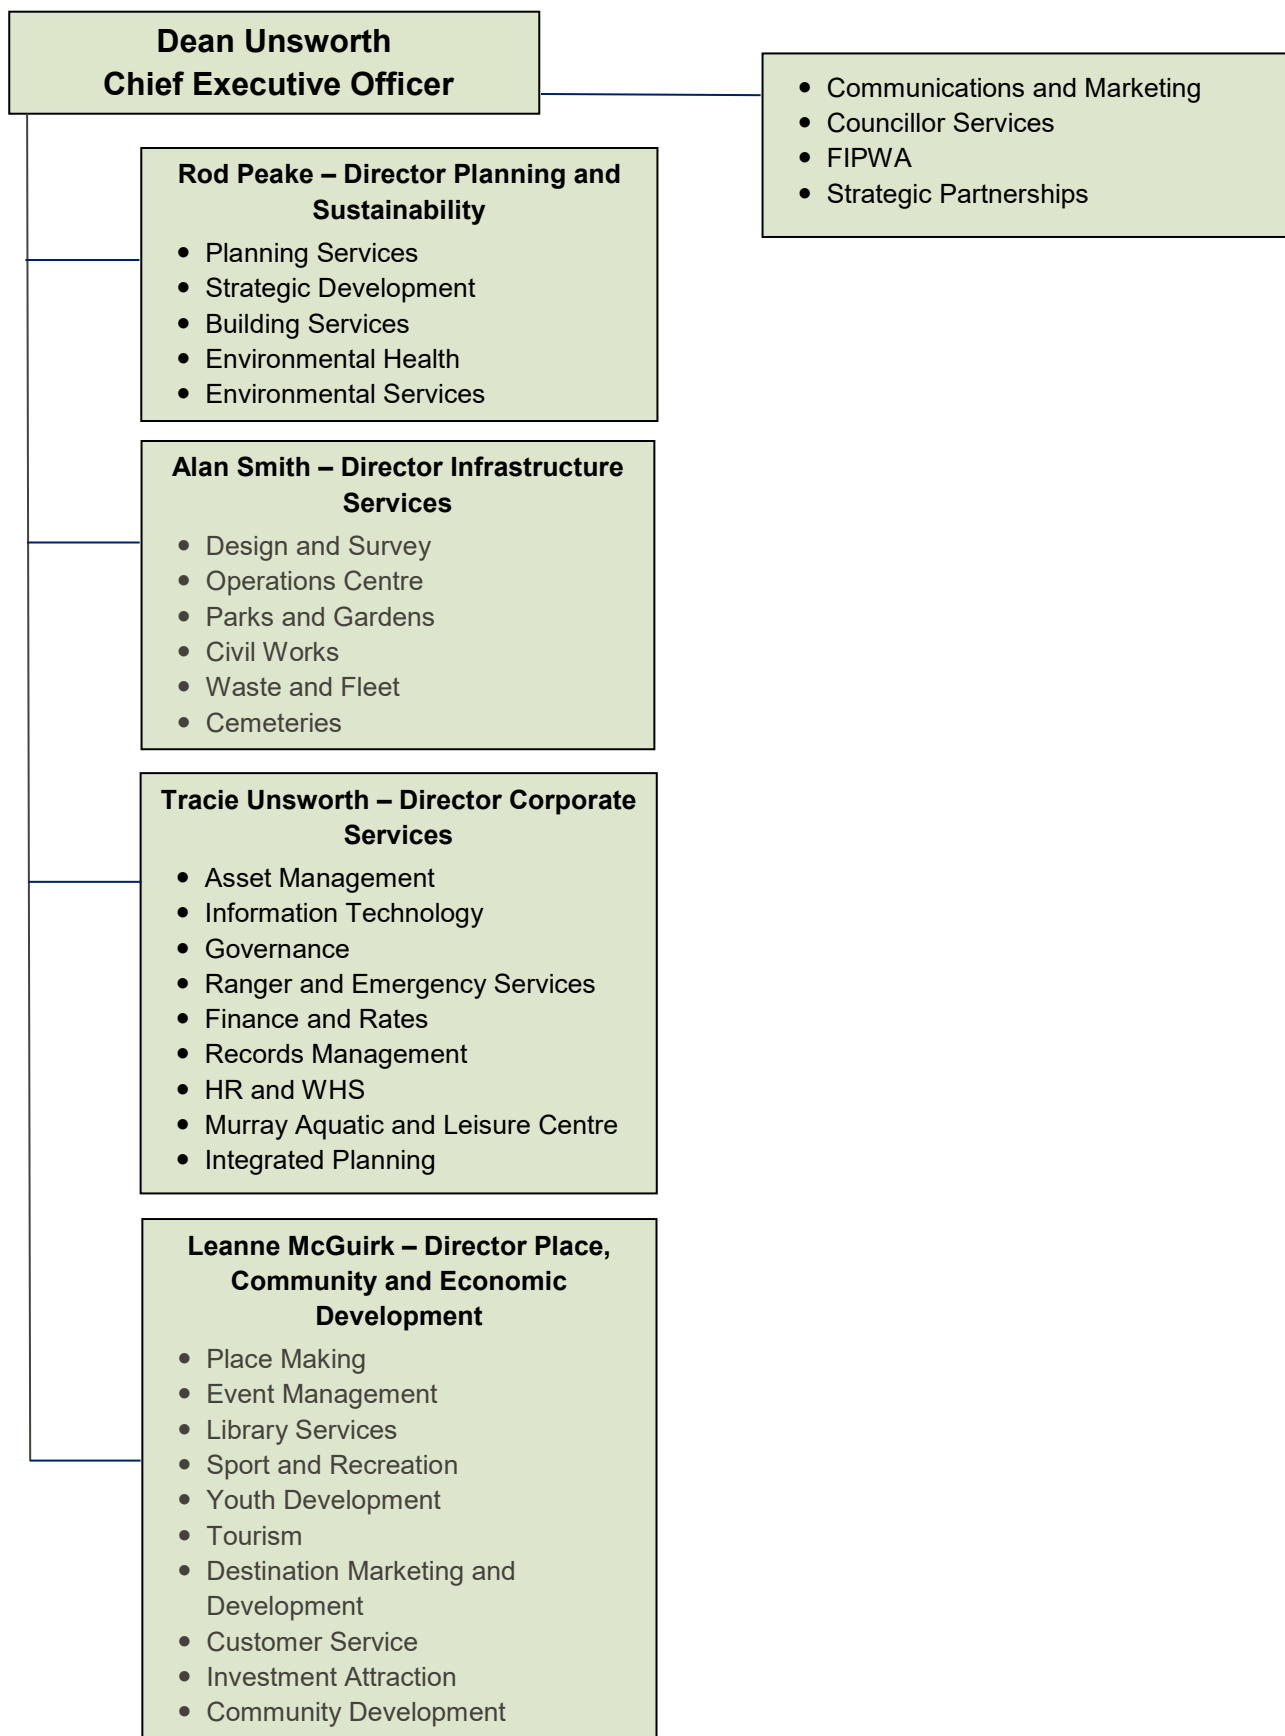 Dean Unsworth
Chief Executive Officer
• Communications and Marketing
• Councillor Services
• FIPWA
• Strategic Partnerships
Rod Peake – Director Planning and
Sustainability
• Planning Services
• Strategic Development
• Building Services
• Environmental Health
• Environmental Services
Alan Smith – Director Infrastructure
Services
• Design and Survey
• Operations Centre
• Parks and Gardens
• Civil Works
• Waste and Fleet
• Cemeteries
Tracie Unsworth – Director Corporate
Services
• Asset Management
• Information Technology
• Governance
• Ranger and Emergency Services
• Finance and Rates
• Records Management
• HR and WHS
• Murray Aquatic and Leisure Centre
• Integrated Planning
Leanne McGuirk – Director Place,
Community and Economic
Development
• Place Making
• Event Management
• Library Services
• Sport and Recreation
• Youth Development
• Tourism
• Destination Marketing and
Development
• Customer Service
• Investment Attraction
• Community Development